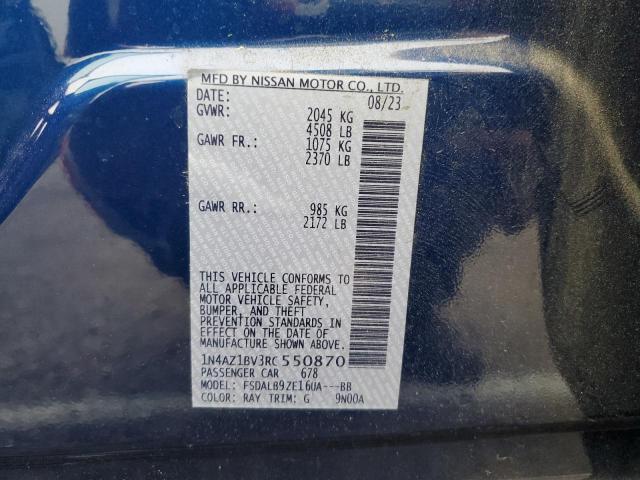 MFD BY NISSAN MOTOR CO., LTD.
DATE: 08/23
GVWR: 2045 KG
4508 LB
GAWR FR.: 1075 KG
2370 LB
GAWR RR.: 985 KG
2172 LB
THIS VEHICLE CONFORMS TO
ALL APPLICABLE FEDERAL
MOTOR VEHICLE SAFETY,
BUMPER, AND THEFT
PREVENTION STANDARDS IN
EFFECT ON THE DATE OF
MANUFACTURE SHOWN ABOVE.
1N4AZ1BV3RC550870
PASSENGER CAR 678
MODEL: FSDALB9ZE16UA---BB
COLOR: RAY TRIM: G 9N00A